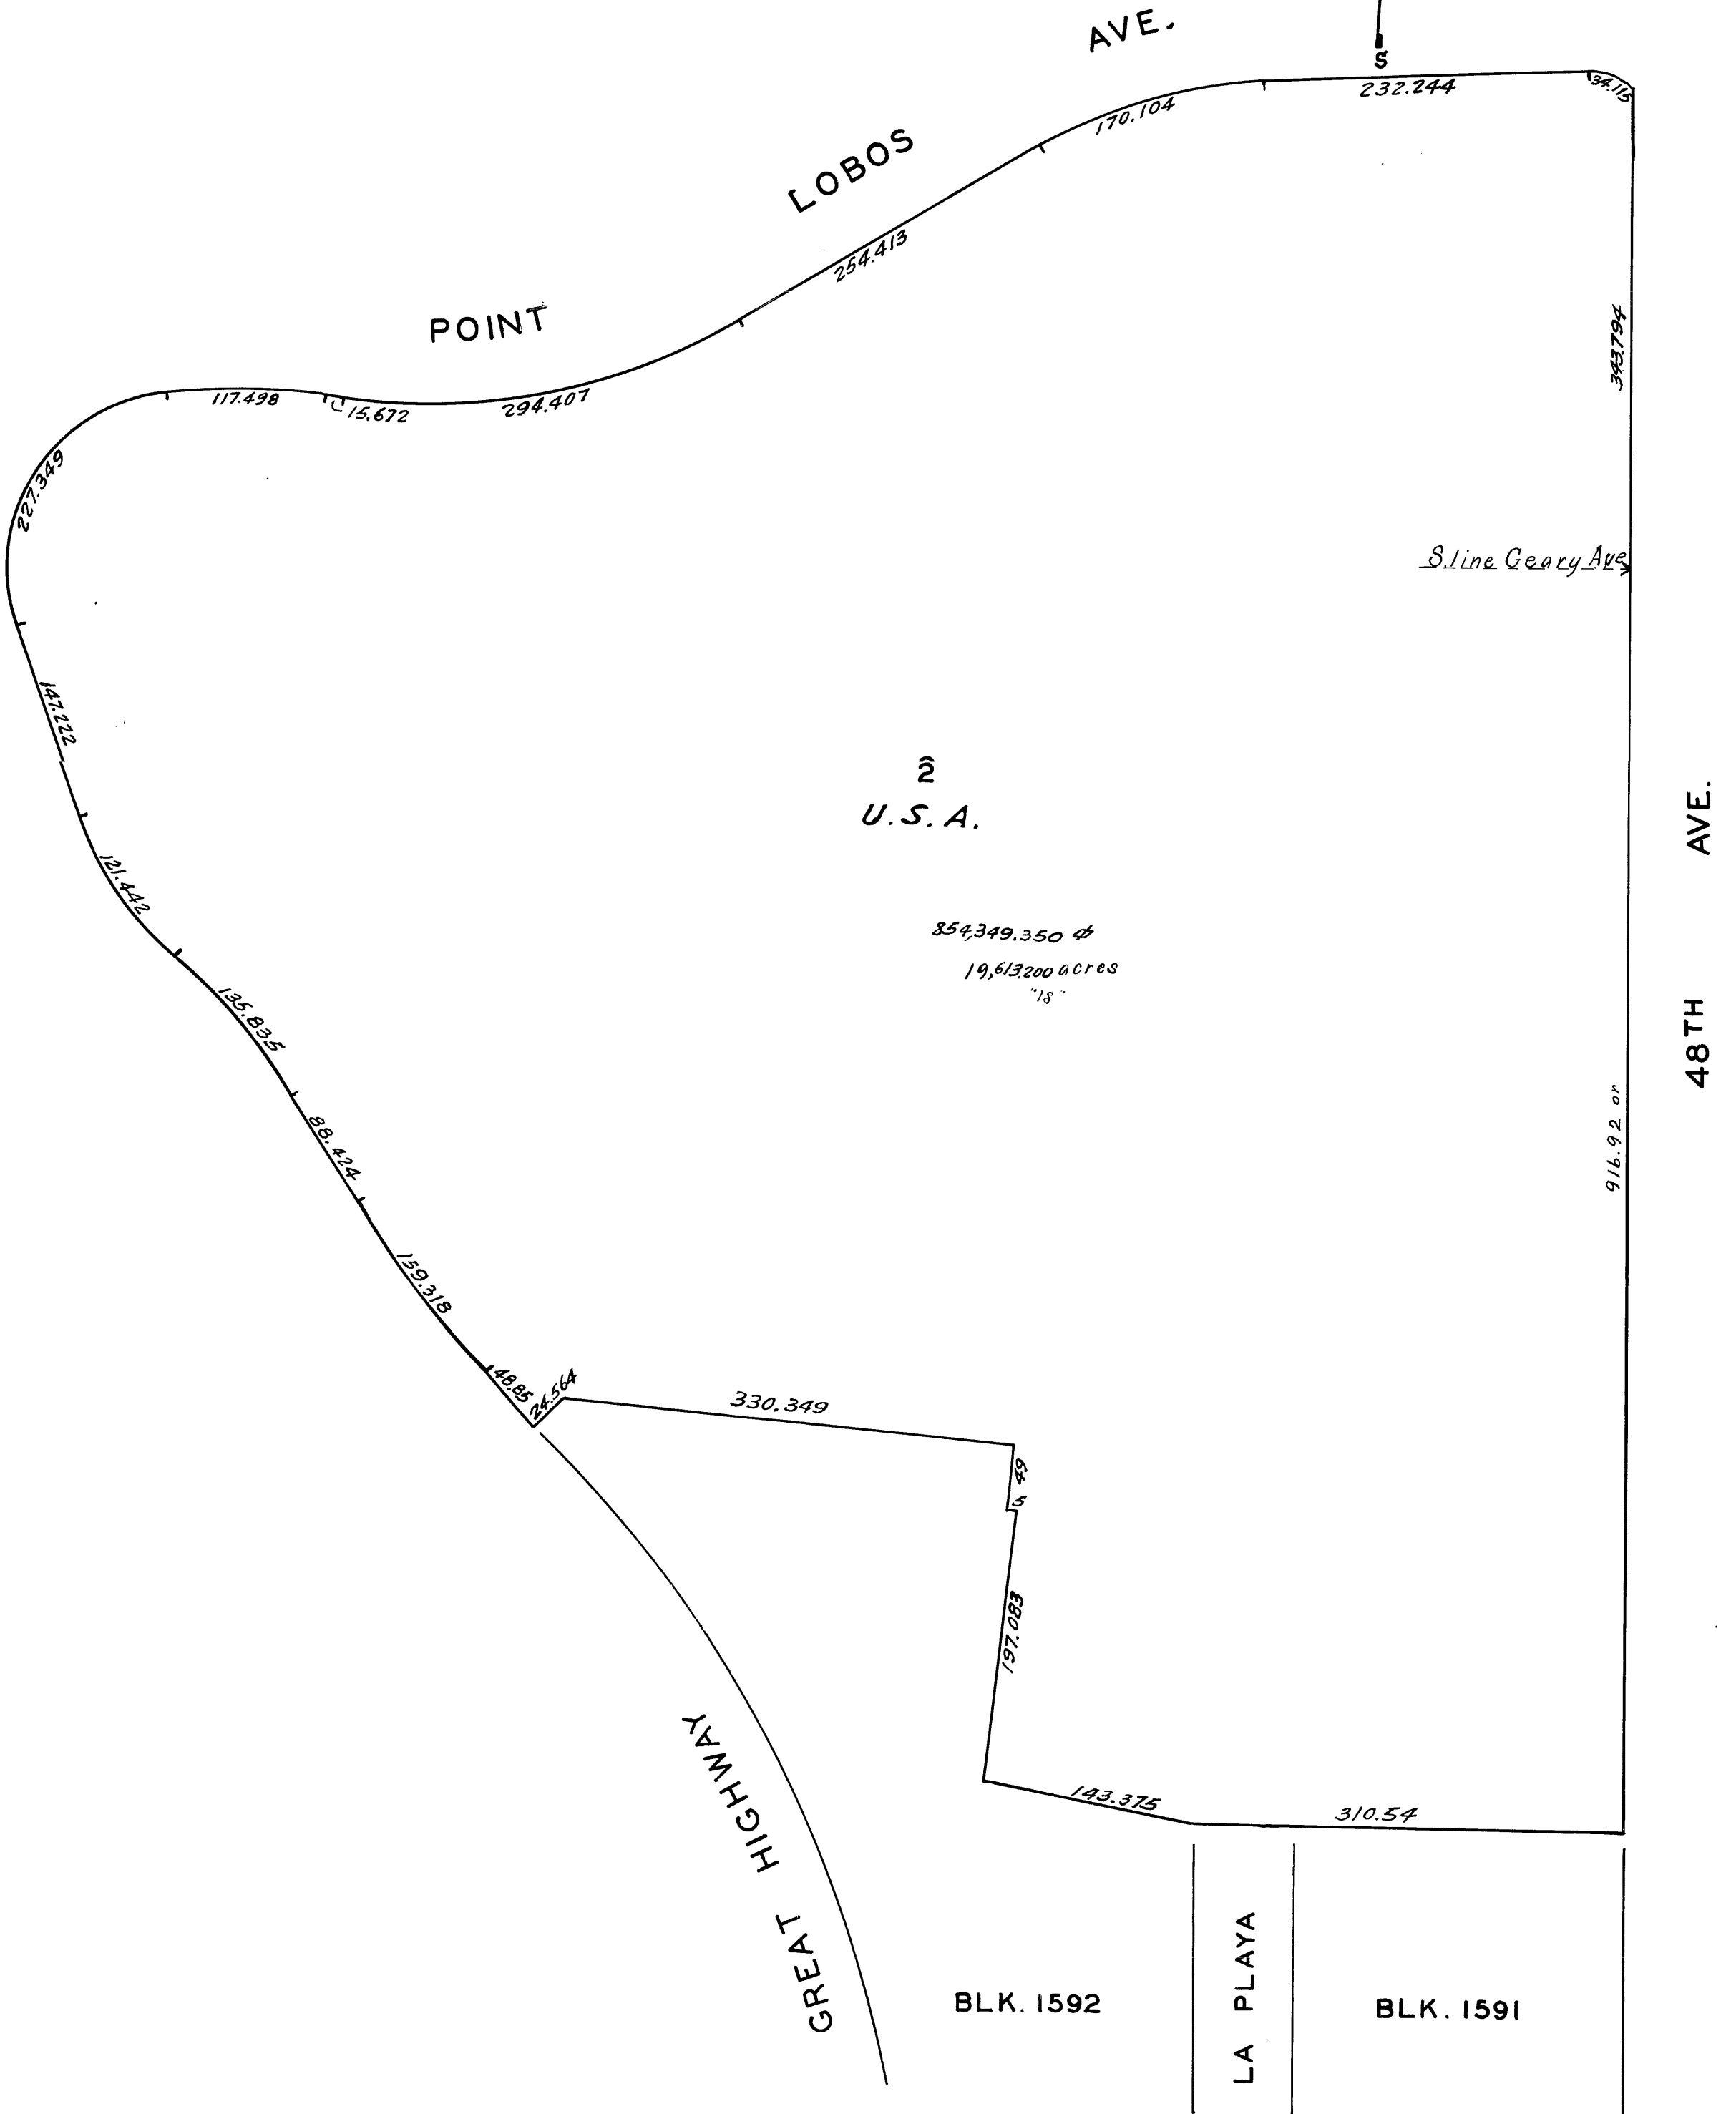 AVE.
S
232.244
34.115
170.104
LOBOS
254.413
POINT
294.407
15.672
117.498
227.349
343.794
S. line Geary Ave
147.222
2
U.S.A.
AVE.
121.442
854,349.350
19,613.200 acres
"18"
48TH
135.835
916.92 or
88.424
159.318
48.85
24.564
330.349
49
5
197.083
143.375
310.54
GREAT HIGHWAY
BLK. 1592
LA PLAYA
BLK. 1591